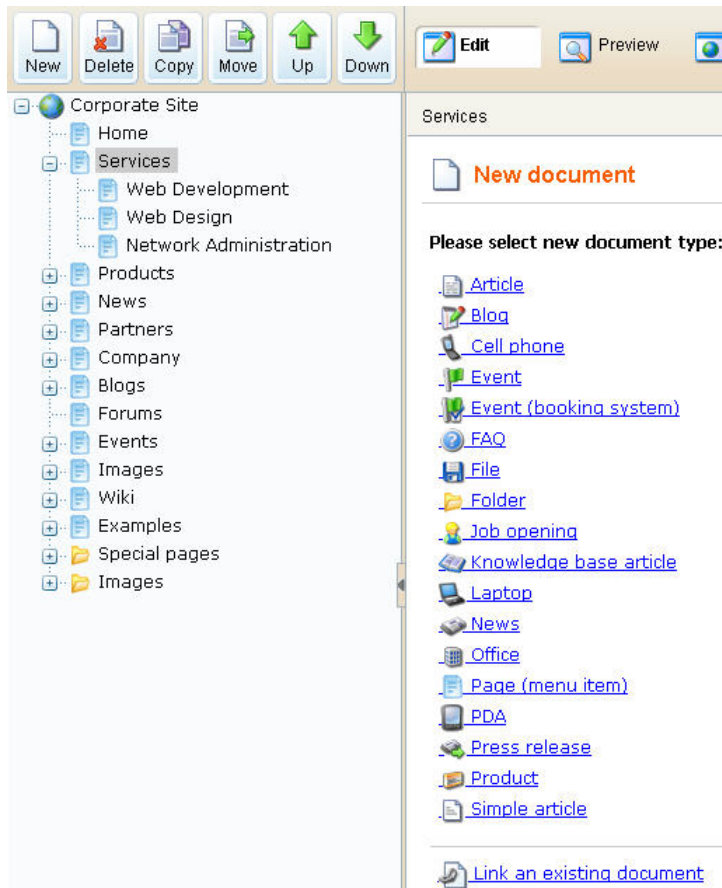 New Delete Copy Move Up Down
Edit Preview
Corporate Site
Home
Services
Web Development
Web Design
Network Administration
Products
News
Partners
Company
Blogs
Forums
Events
Images
Wiki
Examples
Special pages
Images
Services
New document
Please select new document type:
Article
Blog
Cell phone
Event
Event (booking system)
FAQ
File
Folder
Job opening
Knowledge base article
Laptop
News
Office
Page (menu item)
PDA
Press release
Product
Simple article
Link an existing document